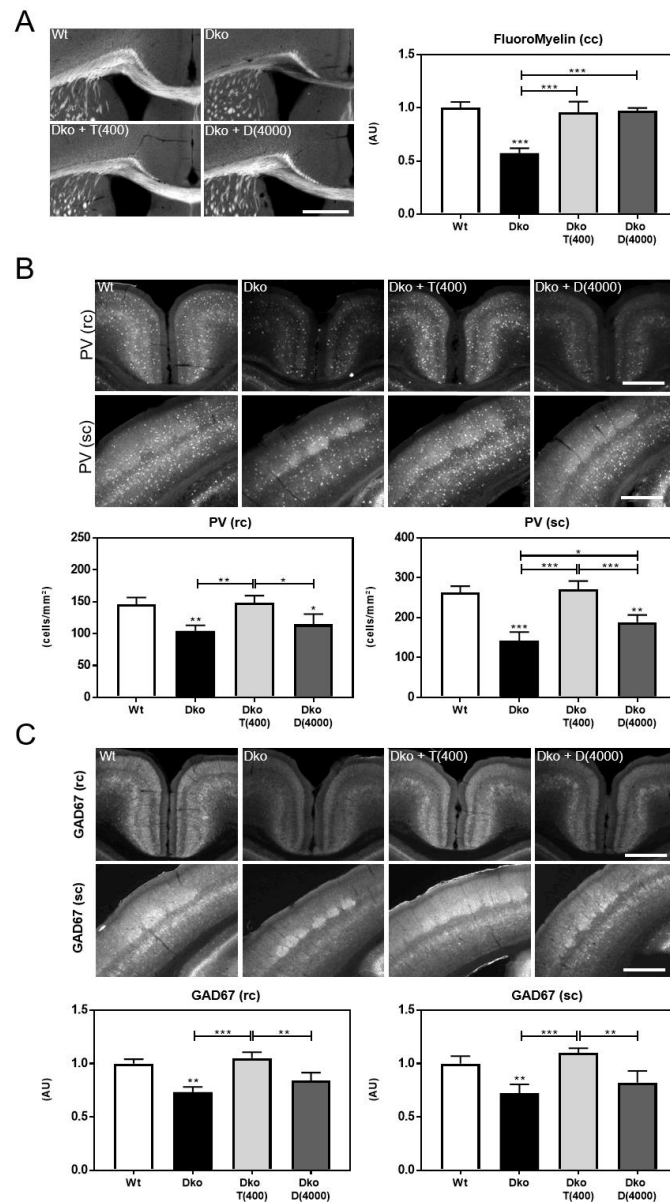 A
Wt
Dko
Dko + T(400)
Dko + D(4000)
FluoroMyelin (cc)
1.5
1.0
0.5
0.0
(AU)
***
***
***
Wt
Dko
Dko
T(400)
Dko
D(4000)
B
Wt
Dko
Dko + T(400)
Dko + D(4000)
PV (rc)
PV (sc)
PV (rc)
250
200
150
100
50
0
(cells/mm²)
**
*
**
*
Wt
Dko
Dko
T(400)
Dko
D(4000)
PV (sc)
400
300
200
100
0
(cells/mm²)
*
***
***
***
**
Wt
Dko
Dko
T(400)
Dko
D(4000)
C
Wt
Dko
Dko + T(400)
Dko + D(4000)
GAD67 (rc)
GAD67 (sc)
GAD67 (rc)
1.5
1.0
0.5
0.0
(AU)
***
**
**
Wt
Dko
Dko
T(400)
Dko
D(4000)
GAD67 (sc)
1.5
1.0
0.5
0.0
(AU)
***
**
**
Wt
Dko
Dko
T(400)
Dko
D(4000)